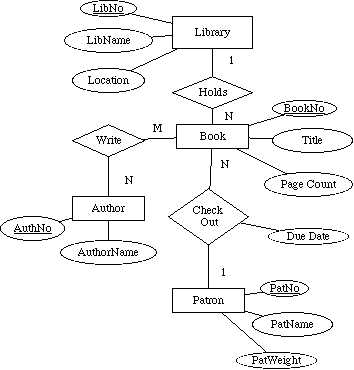 LibNo
Library
LibName
Location
1
Holds
N
BookNo
M
Book
Write
Title
N
Page Count
N
Author
Check
Out
AuthNo
Due Date
AuthorName
1
PatNo
Patron
PatName
PatWeight